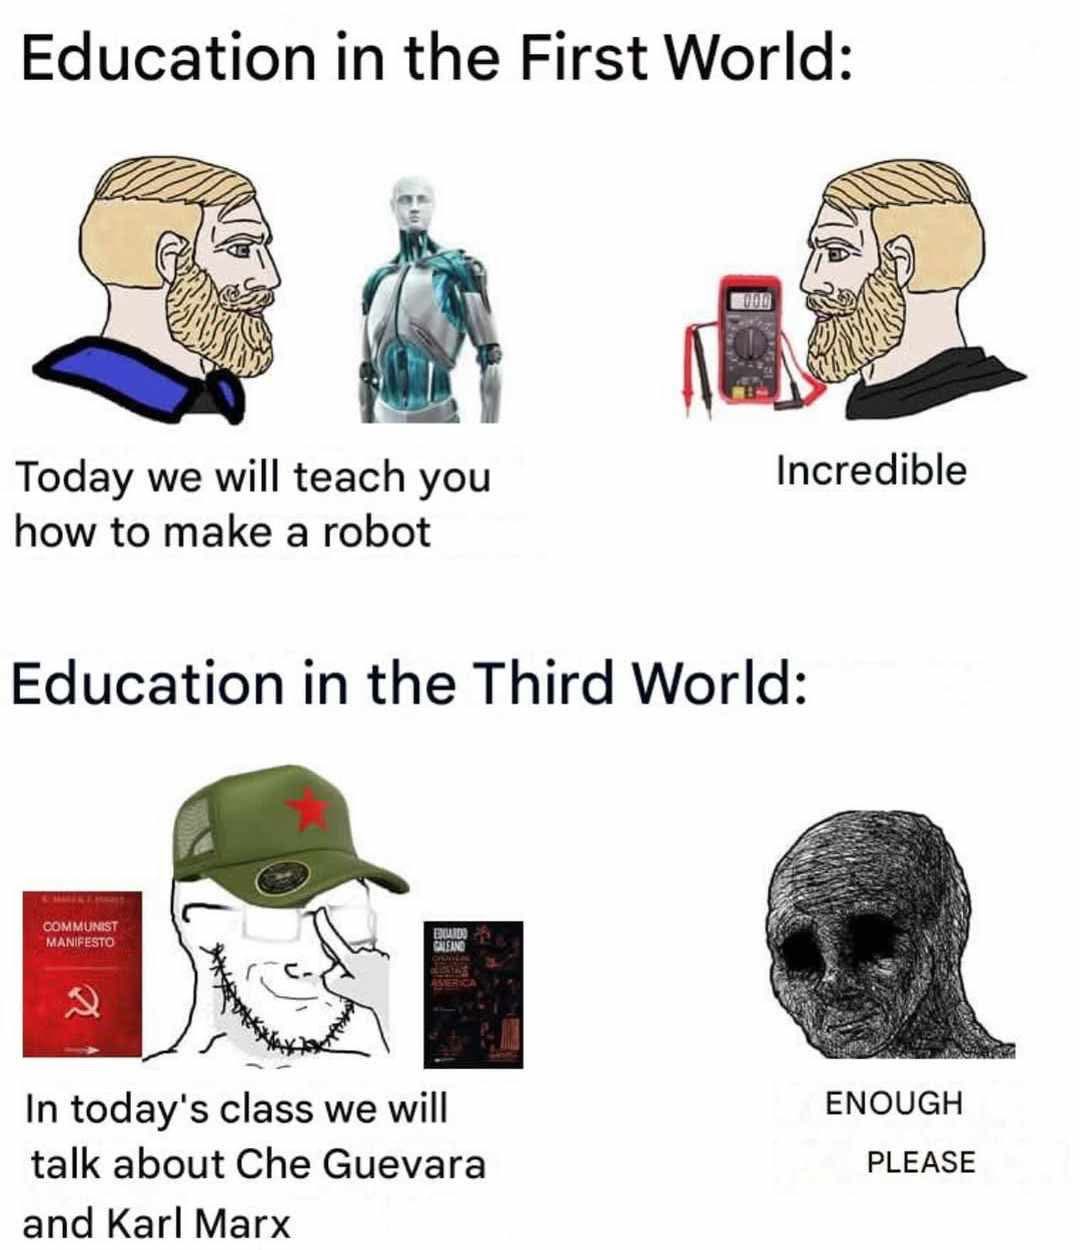 Education in the First World:
000
Today we will teach you
how to make a robot
Incredible
Education in the Third World:
COMMUNIST
MANIFESTO
EDUARDO
GALEANO
AMERICA
In today's class we will
talk about Che Guevara
and Karl Marx
ENOUGH
PLEASE